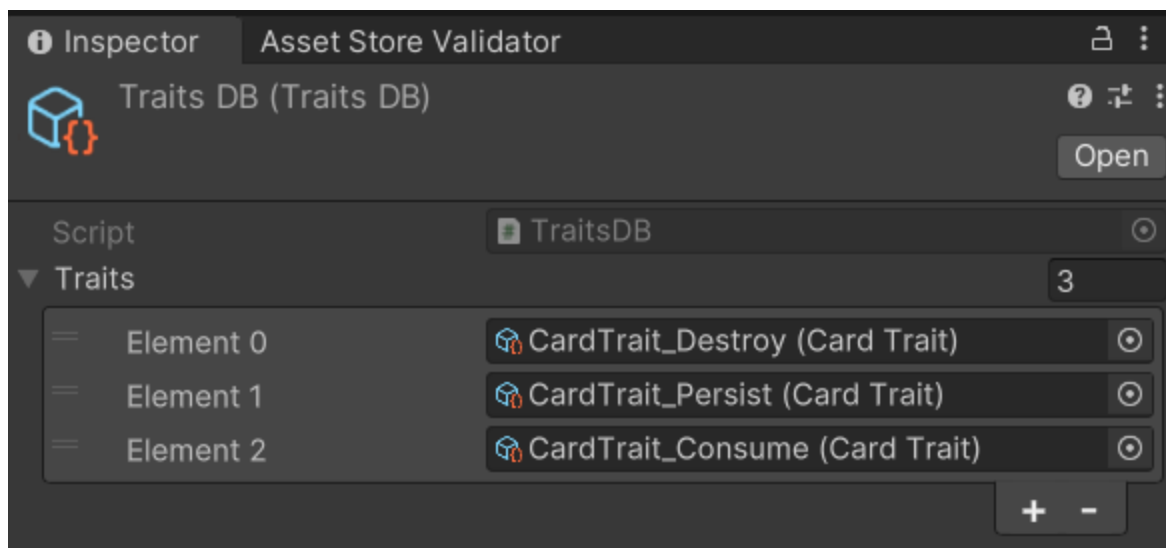 Inspector Asset Store Validator
Traits DB (Traits DB)
Open
Script TraitsDB
Traits 3
Element 0 CardTrait_Destroy (Card Trait)
Element 1 CardTrait_Persist (Card Trait)
Element 2 CardTrait_Consume (Card Trait)
+ -